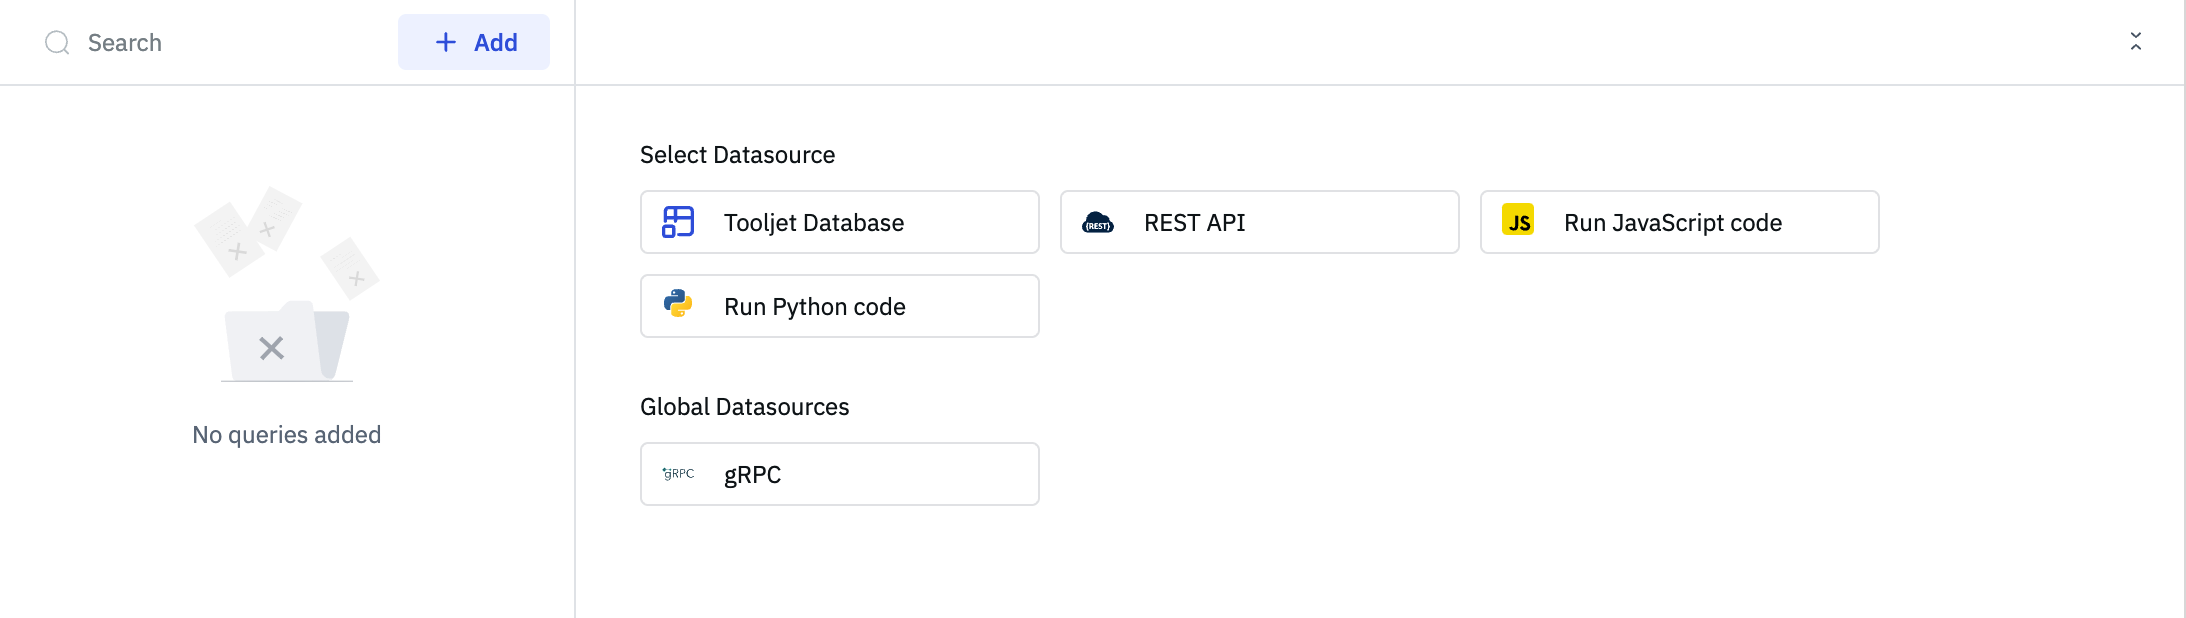 Search
Add
Select Datasource
Tooljet Database
{REST}
REST API
JS
Run JavaScript code
Run Python code
Global Datasources
gRPC
gRPC
No queries added